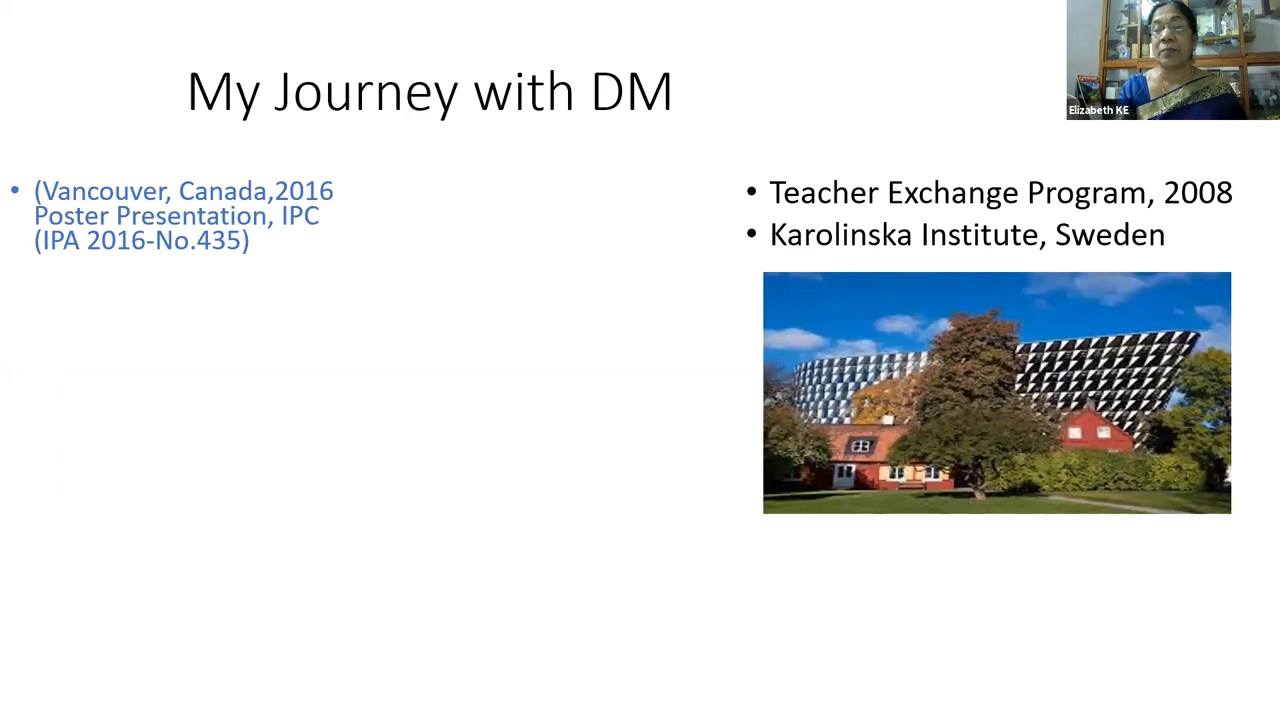 My Journey with DM
Elizabeth KE
• (Vancouver, Canada,2016
Poster Presentation, IPC
(IPA 2016-No.435)
• Teacher Exchange Program, 2008
• Karolinska Institute, Sweden